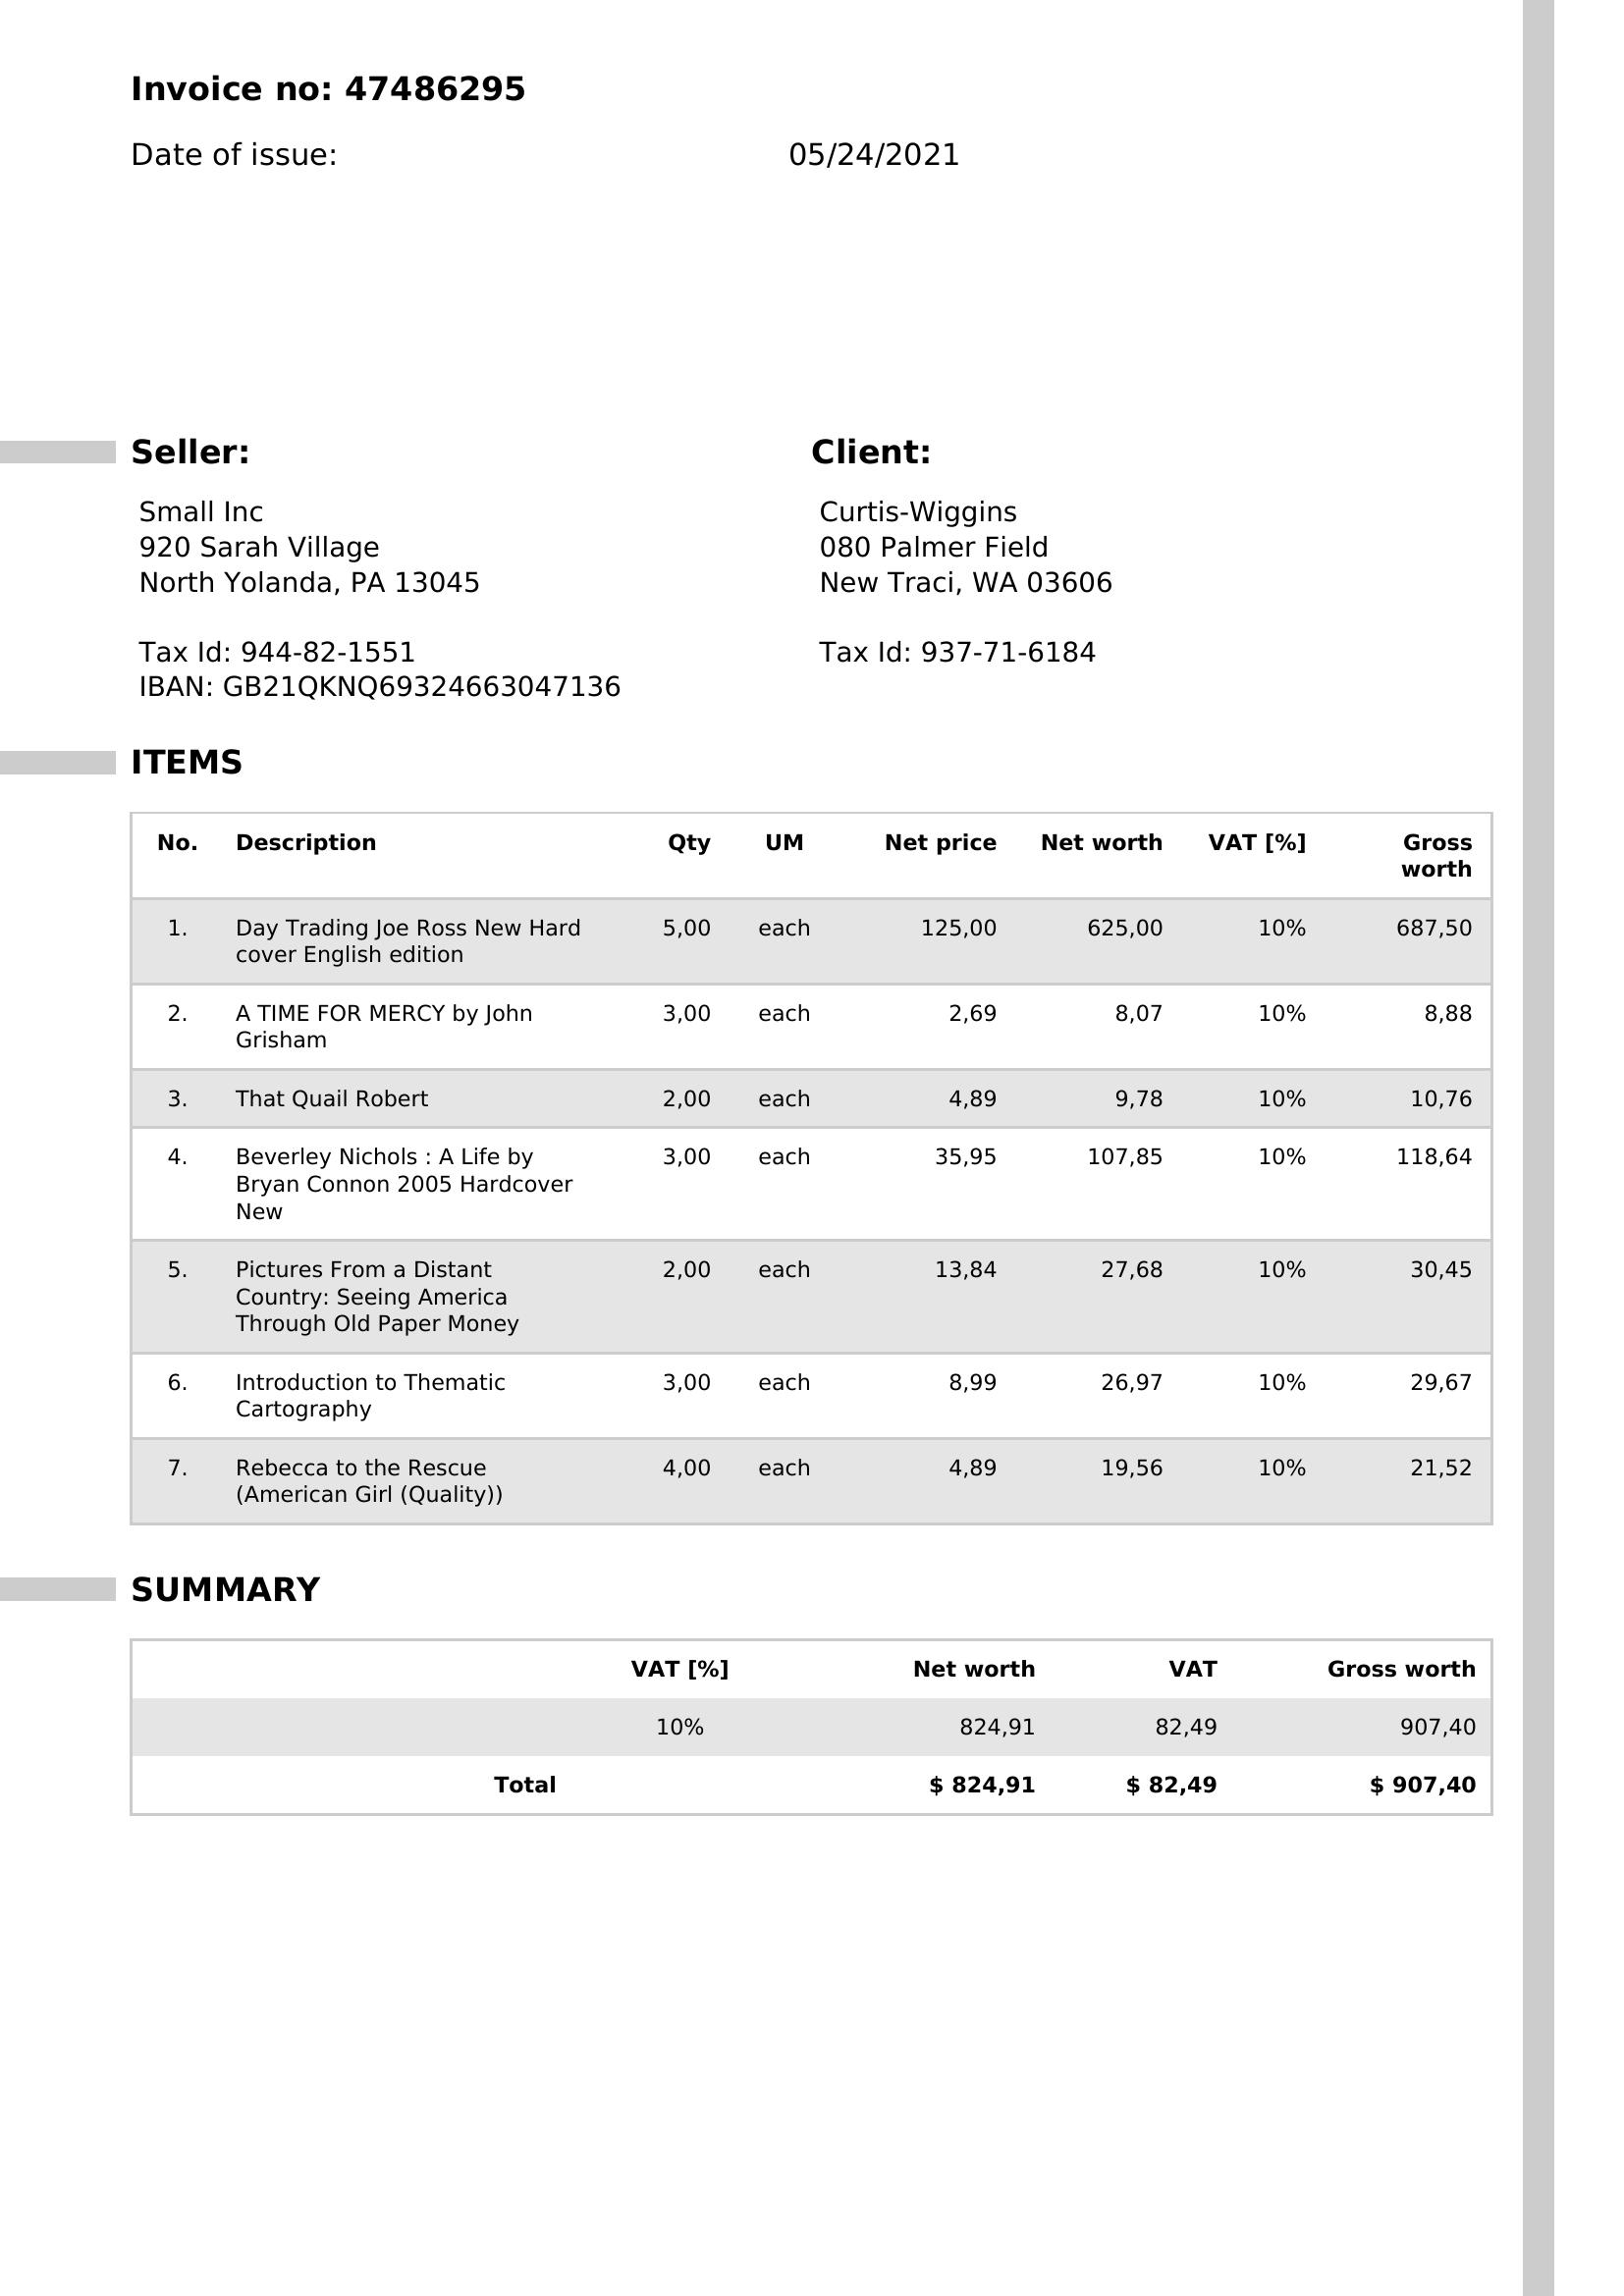 Invoice no: 47486295
Date of issue: 05/24/2021
Seller: Client:
Small Inc Curtis-Wiggins
920 Sarah Village 080 Palmer Field
North Yolanda, PA 13045 New Traci, WA 03606
Tax Id: 944-82-1551 Tax Id: 937-71-6184
IBAN: GB21QKNQ69324663047136
ITEMS
No. Description Qty UM Net price Net worth VAT [%] Gross
worth
1. Day Trading Joe Ross New Hard 5,00 each 125,00 625,00 10% 687,50
cover English edition
2. A TIME FOR MERCY by John 3,00 each 2,69 8,07 10% 8,88
Grisham
3. That Quail Robert 2,00 each 4,89 9,78 10% 10,76
4. Beverley Nichols : A Life by 3,00 each 35,95 107,85 10% 118,64
Bryan Connon 2005 Hardcover
New
5. Pictures From a Distant 2,00 each 13,84 27,68 10% 30,45
Country: Seeing America
Through Old Paper Money
6. Introduction to Thematic 3,00 each 8,99 26,97 10% 29,67
Cartography
7. Rebecca to the Rescue 4,00 each 4,89 19,56 10% 21,52
(American Girl (Quality))
SUMMARY
VAT [%] Net worth VAT Gross worth
10% 824,91 82,49 907,40
Total $ 824,91 $ 82,49 $ 907,40